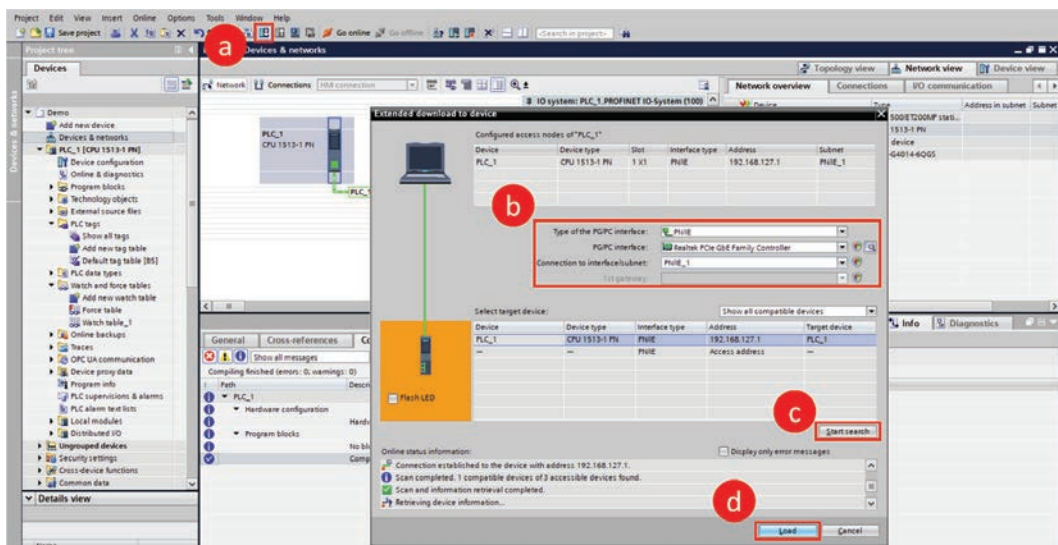 Project Edit View Insert Online Options Tools Window Help
Save project Go online Go offline <Search in project>
a
Project tree Devices & networks
Devices Topology view Network view Device view
Network Connections HMI connection Network overview Connections I/O communication
IO system: PLC_1.PROFINET IO-System (100)
Device Type Address in subnet Subnet
Devices & networks
Demo
Add new device
Devices & networks
PLC_1 [CPU 1513-1 PN]
Device configuration
Online & diagnostics
Program blocks
Technology objects
External source files
PLC tags
Show all tags
Add new tag table
Default tag table [85]
PLC data types
Watch and force tables
Add new watch table
Force table
Watch table_1
Online backups
Traces
OPC UA communication
Device proxy data
Program info
PLC supervisions & alarms
PLC alarm text lists
Local modules
Distributed I/O
Ungrouped devices
Security settings
Cross-device functions
Common data
Details view
Name
PLC_1
CPU 1513-1 PN
PLC_1
1513-1 PN
device
-G4014-6QGS
Extended download to device
Configured access nodes of "PLC_1"
Device Device type Slot Interface type Address Subnet
PLC_1 CPU 1513-1 PN 1 X1 PN/IE 192.168.127.1 PN/IE_1
b
Type of the PG/PC interface: PN/IE
PG/PC interface: Realtek PCIe GbE Family Controller
Connection to interface/subnet: PN/IE_1
1st gateway:
Select target device: Show all compatible devices
Device Device type Interface type Address Target device
PLC_1 CPU 1513-1 PN PN/IE 192.168.127.1 PLC_1
— — PN/IE Access address —
Flash LED
c
Start search
Online status information: Display only error messages
Connection established to the device with address 192.168.127.1.
Scan completed. 1 compatible devices of 3 accessible devices found.
Scan and information retrieval completed.
Retrieving device information...
d
Load Cancel
General Cross-references
Show all messages
Compiling finished (errors: 0; warnings: 0)
! Path Descri
PLC_1
Hardware configuration
Hardw
Program blocks
No blo
Comp
Info Diagnostics